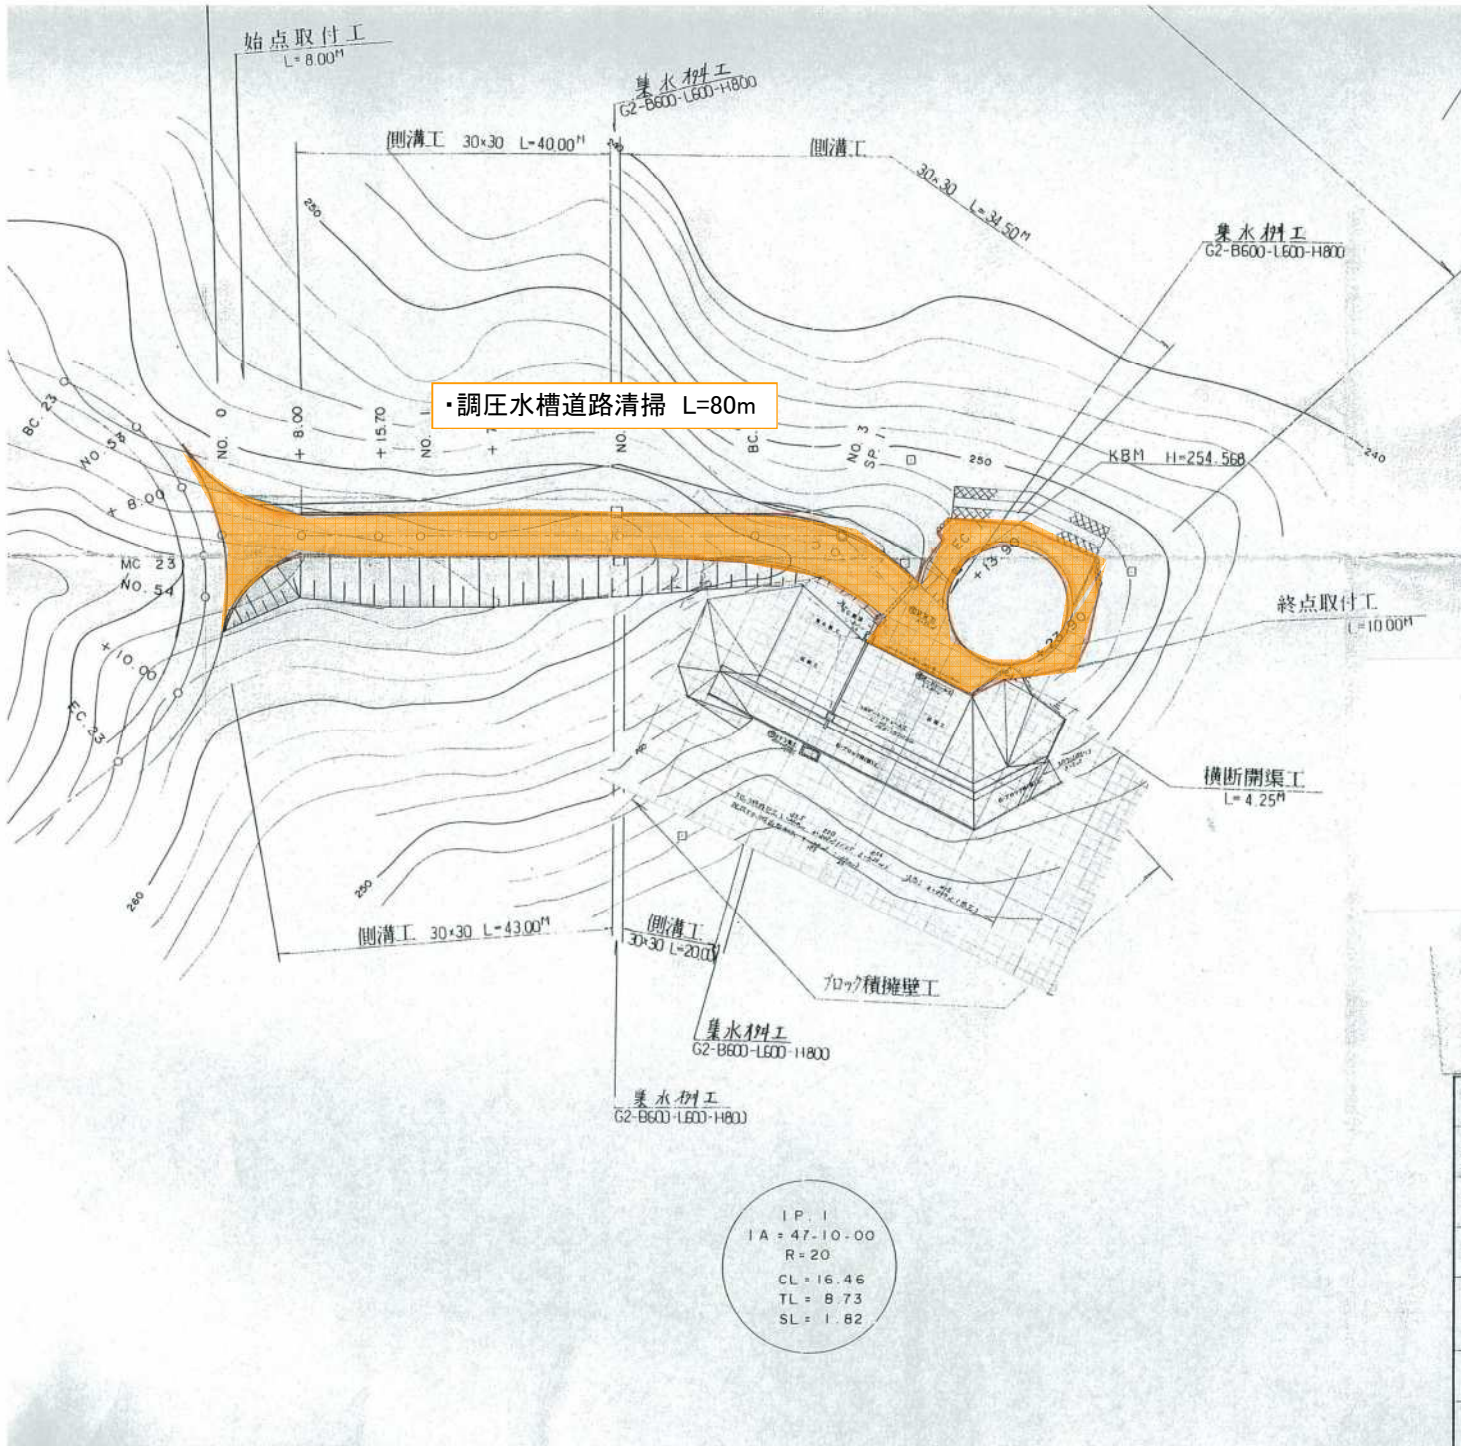 始点取付工
L=8.00M
集水桝工
G2-B600-L600-H800
側溝工 30×30 L=40.00M
240
側溝工
30×30 L=34.50M
集水桝工
G2-B600-L600-H800
250
・調圧水槽道路清掃 L=80m
BC.23
NO.53
+ 8.00
MC 23
NO.54
+ 10.00
EC.23
NO. 0
+ 8.00
+ 15.70
NO.
NO.
BC.
NO. 3
SP. 1
250
KBM H=254.568
240
EC
+13.90
+23.90
終点取付工
L=10.00M
横断開渠工
L=4.25M
250
250
260
側溝工 30×30 L=43.00M
側溝工
30×30 L=20.00
ブロック積擁壁工
集水桝工
G2-B600-L600-H800
集水桝工
G2-B600-L600-H800
I P. 1
I A = 47-10-00
R = 20
CL = 16.46
TL = 8.73
SL = 1.82